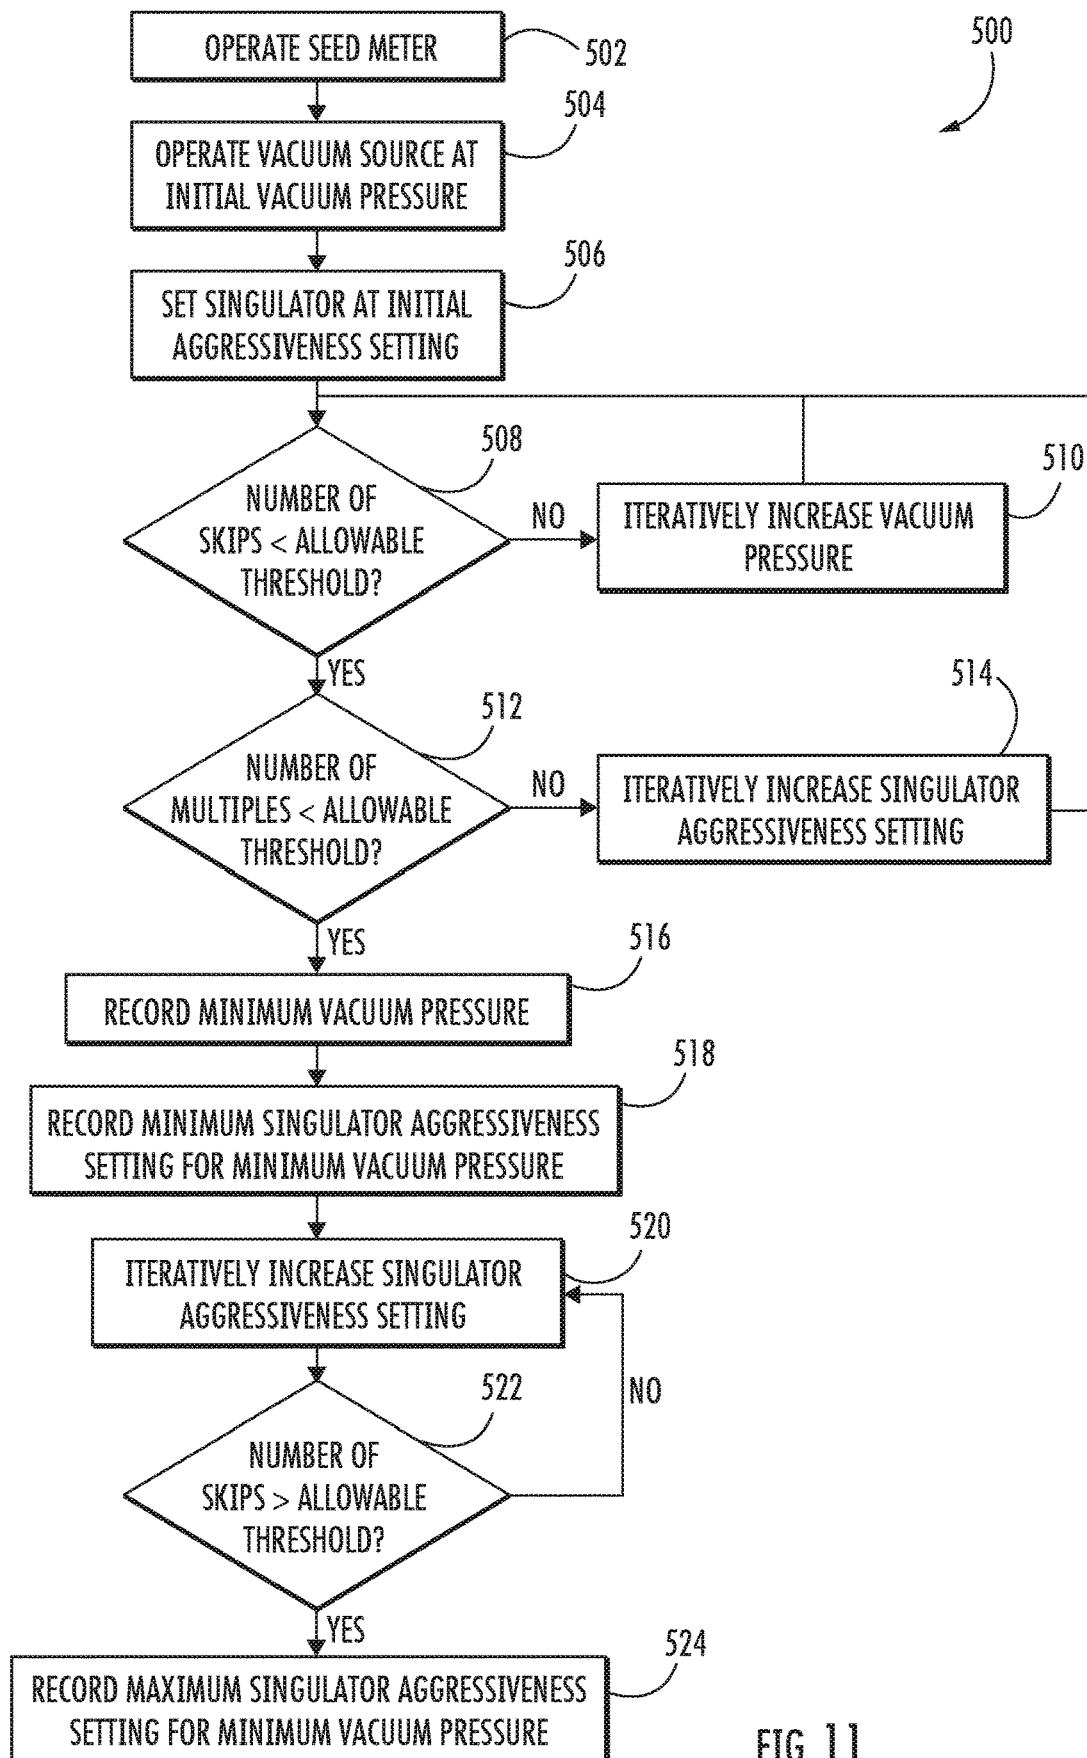 OPERATE SEED METER
502
500
504
OPERATE VACUUM SOURCE AT
INITIAL VACUUM PRESSURE
506
SET SINGULATOR AT INITIAL
AGGRESSIVENESS SETTING
508
NUMBER OF
SKIPS < ALLOWABLE
THRESHOLD?
NO
510
ITERATIVELY INCREASE VACUUM
PRESSURE
YES
512
NUMBER OF
MULTIPLES < ALLOWABLE
THRESHOLD?
NO
514
ITERATIVELY INCREASE SINGULATOR
AGGRESSIVENESS SETTING
YES
516
RECORD MINIMUM VACUUM PRESSURE
518
RECORD MINIMUM SINGULATOR AGGRESSIVENESS
SETTING FOR MINIMUM VACUUM PRESSURE
520
ITERATIVELY INCREASE SINGULATOR
AGGRESSIVENESS SETTING
522
NUMBER OF
SKIPS > ALLOWABLE
THRESHOLD?
NO
YES
524
RECORD MAXIMUM SINGULATOR AGGRESSIVENESS
SETTING FOR MINIMUM VACUUM PRESSURE
FIG 11